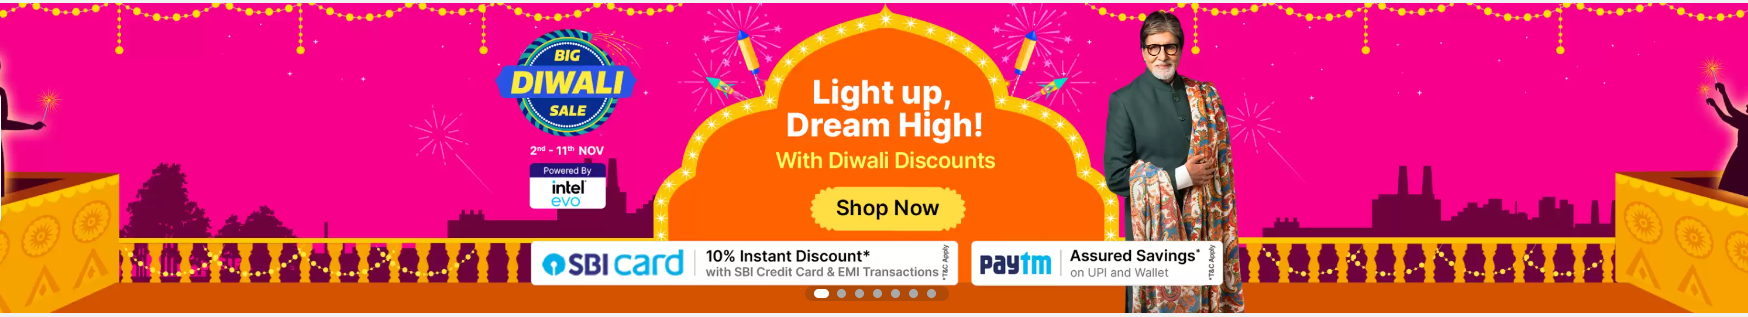 BIG
DIWALI
SALE
2nd - 11th NOV
Powered By
intel
evo
Light up,
Dream High!
With Diwali Discounts
Shop Now
SBI card
10% Instant Discount*
with SBI Credit Card & EMI Transactions
*T&C Apply
paytm
Assured Savings*
on UPI and Wallet
*T&C Apply